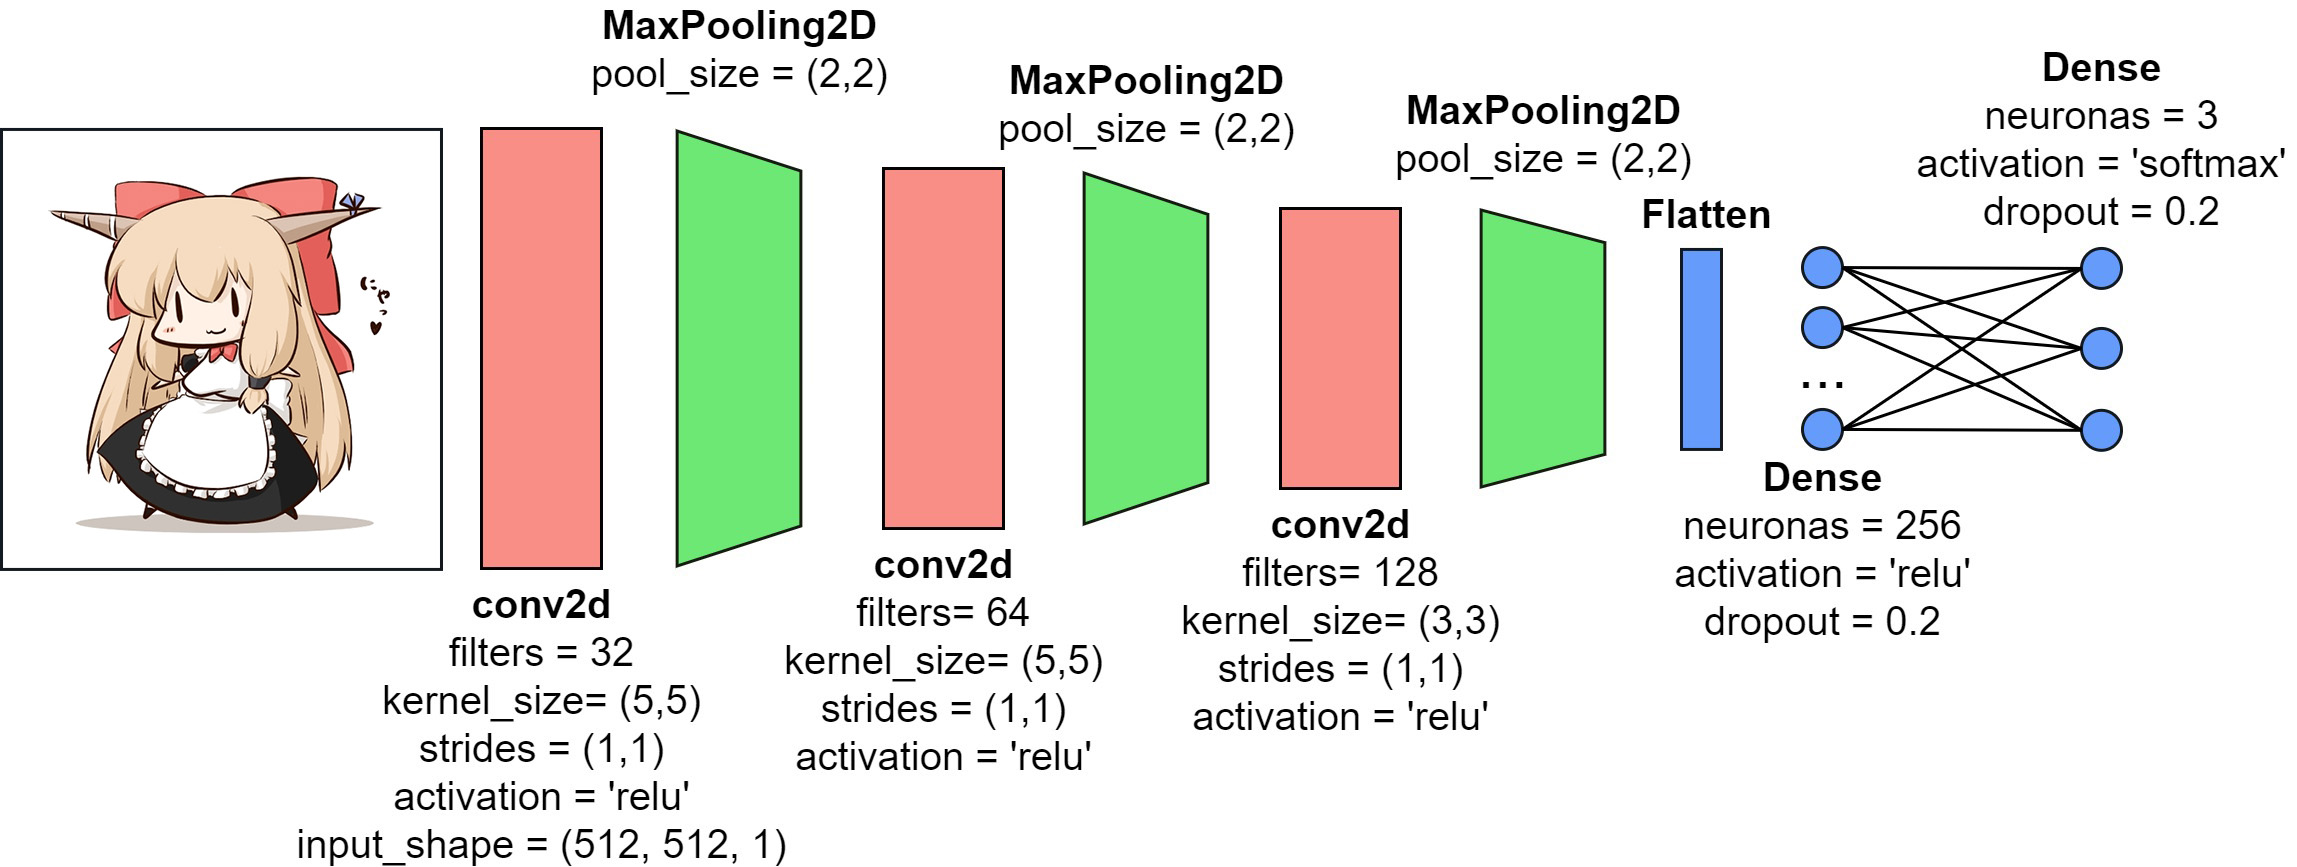 MaxPooling2D
pool_size = (2,2)
MaxPooling2D
pool_size = (2,2)
MaxPooling2D
pool_size = (2,2)
Flatten
Dense
neuronas = 3
activation = 'softmax'
dropout = 0.2
にゃっ
...
conv2d
filters = 32
kernel_size= (5,5)
strides = (1,1)
activation = 'relu'
input_shape = (512, 512, 1)
conv2d
filters= 64
kernel_size= (5,5)
strides = (1,1)
activation = 'relu'
conv2d
filters= 128
kernel_size= (3,3)
strides = (1,1)
activation = 'relu'
Dense
neuronas = 256
activation = 'relu'
dropout = 0.2